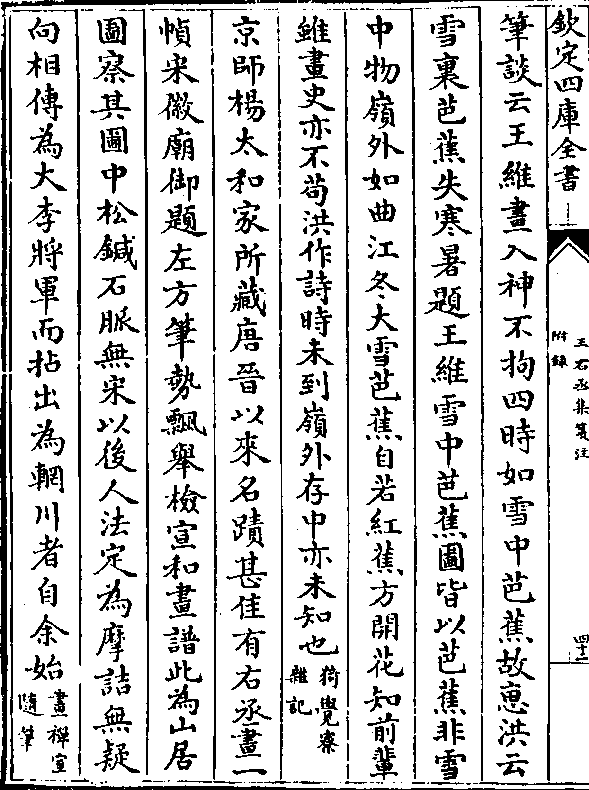 欽定四庫全書
王右丞集箋注
附錄
四十一
筆談云王維畫入神不拘四時如雪中芭蕉故惠洪云
雪裏芭蕉失寒暑題王維雪中芭蕉圖皆以芭蕉非雪
中物嶺外如曲江冬大雪芭蕉自若紅蕉方開花知前輩
雖畫史亦不苟洪作詩時未到嶺外存中亦未知也猗覺寮
雜記
京師楊太和家所藏唐晉以來名蹟甚佳有右丞畫一
幀宋徽廟御題左方筆勢飄舉檢宣和畫譜此為山居
圖察其圖中松鍼石脈無宋以後人法定為摩詰無疑
向相傳為大李將軍而拈出為輞川者自余始畫禪室
隨筆